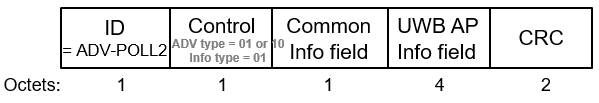 ID
= ADV-POLL2
Control
ADV type = 01 or 10
Info type = 01
Common
Info field
UWB AP
Info field
CRC
Octets: 1 1 1 4 2